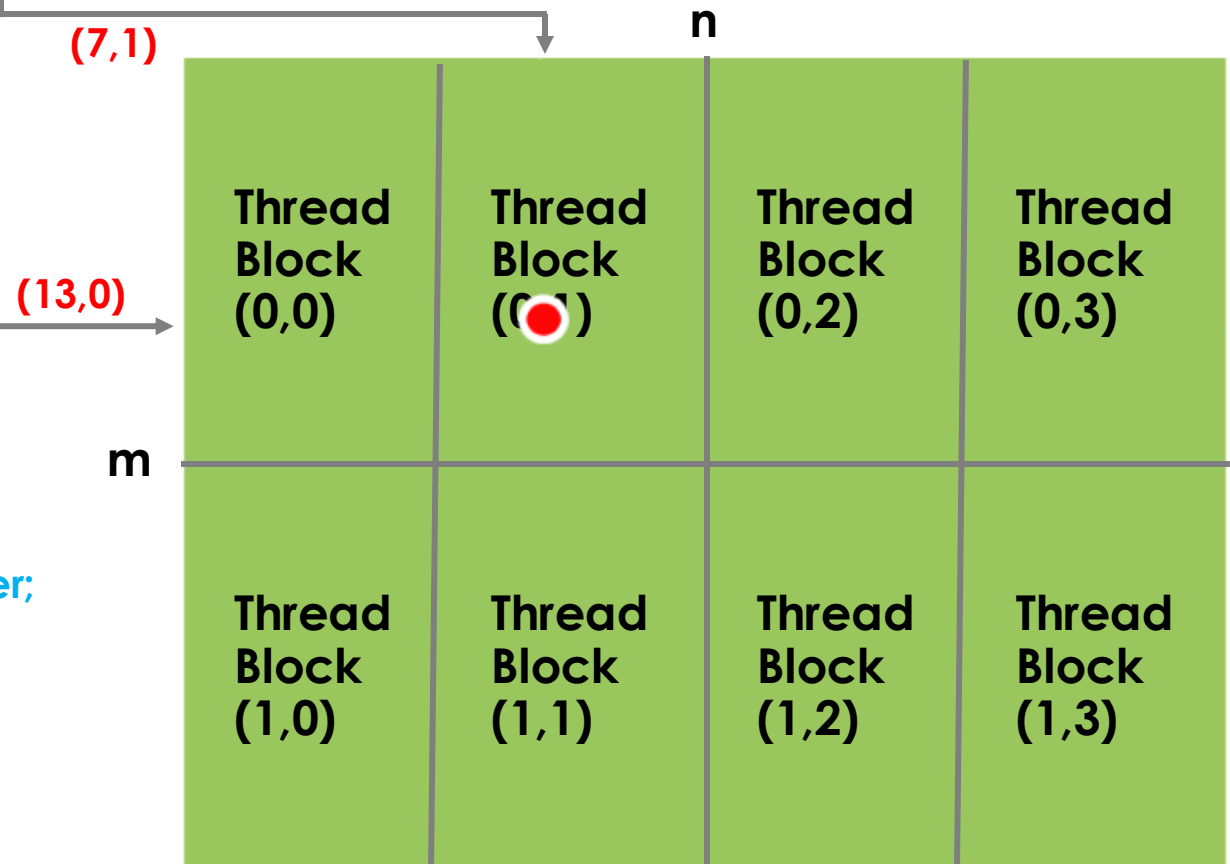 n
(7,1)
Thread
Block
(0,0)
Thread
Block
Thread
Block
(0,2)
Thread
Block
(0,3)
(13,0)
m
er;
Thread
Block
(1,0)
Thread
Block
(1,1)
Thread
Block
(1,2)
Thread
Block
(1,3)